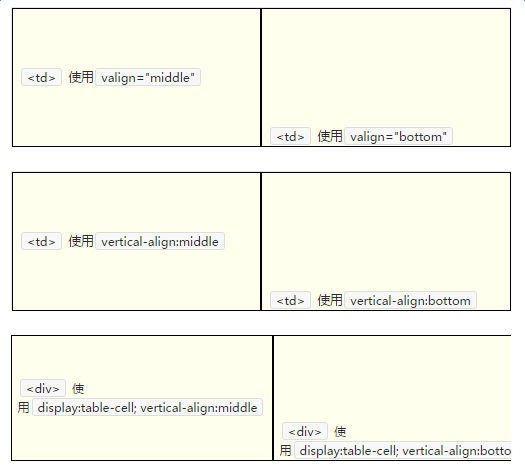 <td> 使用 valign="middle"
<td> 使用 valign="bottom"
<td> 使用 vertical-align:middle
<td> 使用 vertical-align:bottom
<div> 使
用 display:table-cell; vertical-align:middle
<div> 使
用 display:table-cell; vertical-align:botto